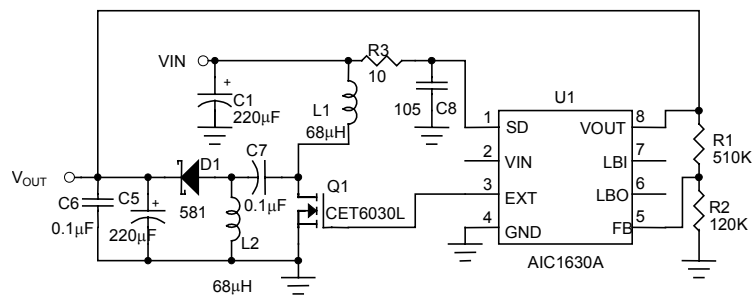 VIN
R3
10
C1
220µF
L1
68µH
105 C8
U1
1 SD
2 VIN
3 EXT
4 GND
VOUT 8
LBI 7
LBO 6
FB 5
AIC1630A
R1
510K
R2
120K
VOUT
D1
581
C7
0.1µF
Q1
CET6030L
C6
0.1µF
C5
220µF
L2
68µH
+
+